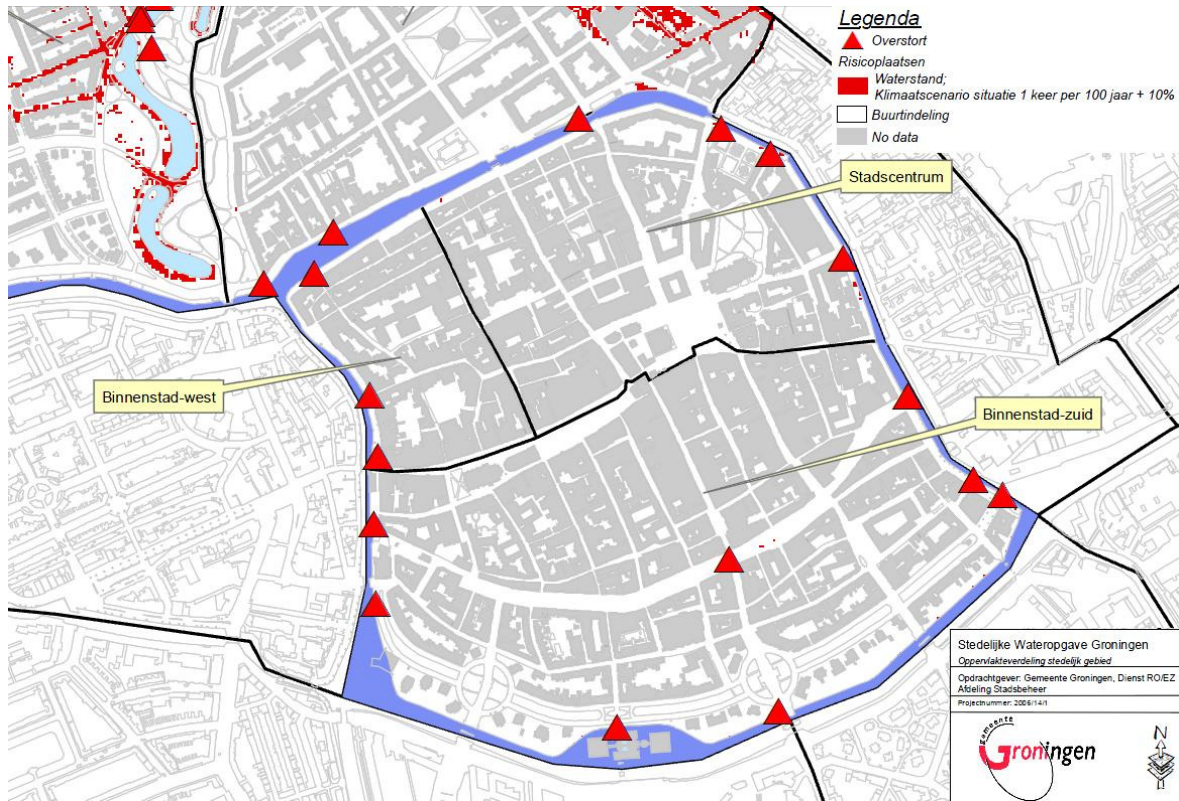 Legenda
Overstort
Risicoplaatsen
Waterstand;
Klimaatscenario situatie 1 keer per 100 jaar + 10%
Buurtindeling
No data
Stadscentrum
Binnenstad-west
Binnenstad-zuid
Stedelijke Wateropgave Groningen
Oppervlakteverdeling stedelijk gebied
Opdrachtgever: Gemeente Groningen, Dienst RO/EZ
Afdeling Stadsbeheer
Projectnummer: 2006/14/1
Gemeente
Groningen
N